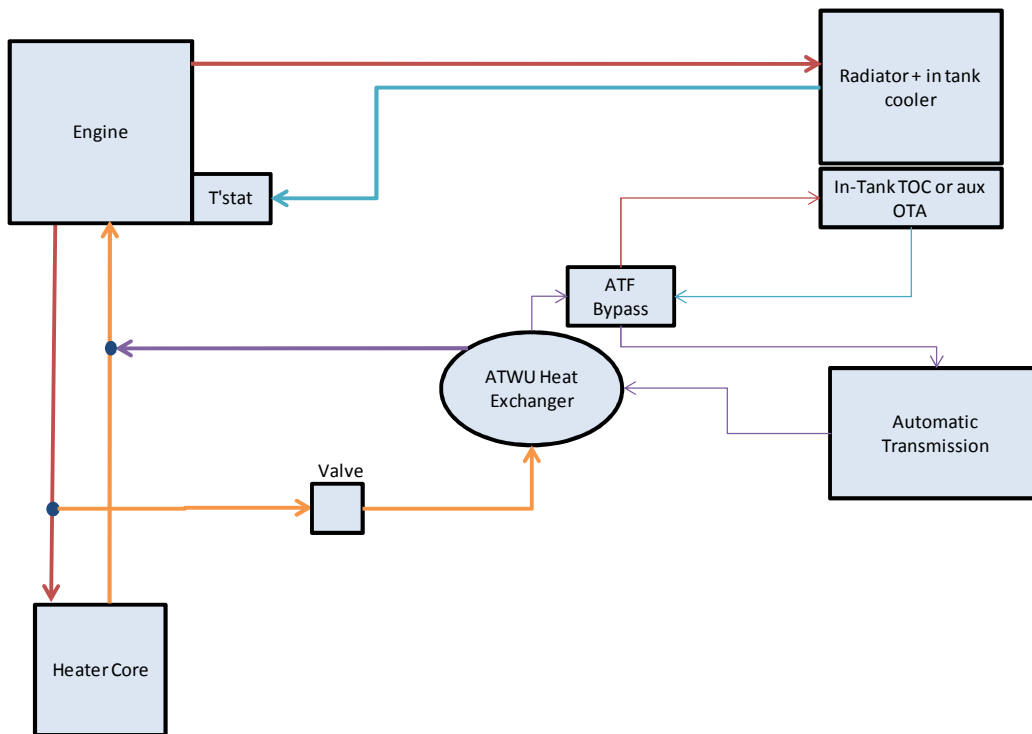 Engine
T'stat
Radiator + in tank
cooler
In-Tank TOC or aux
OTA
ATF
Bypass
ATWU Heat
Exchanger
Automatic
Transmission
Valve
Heater Core